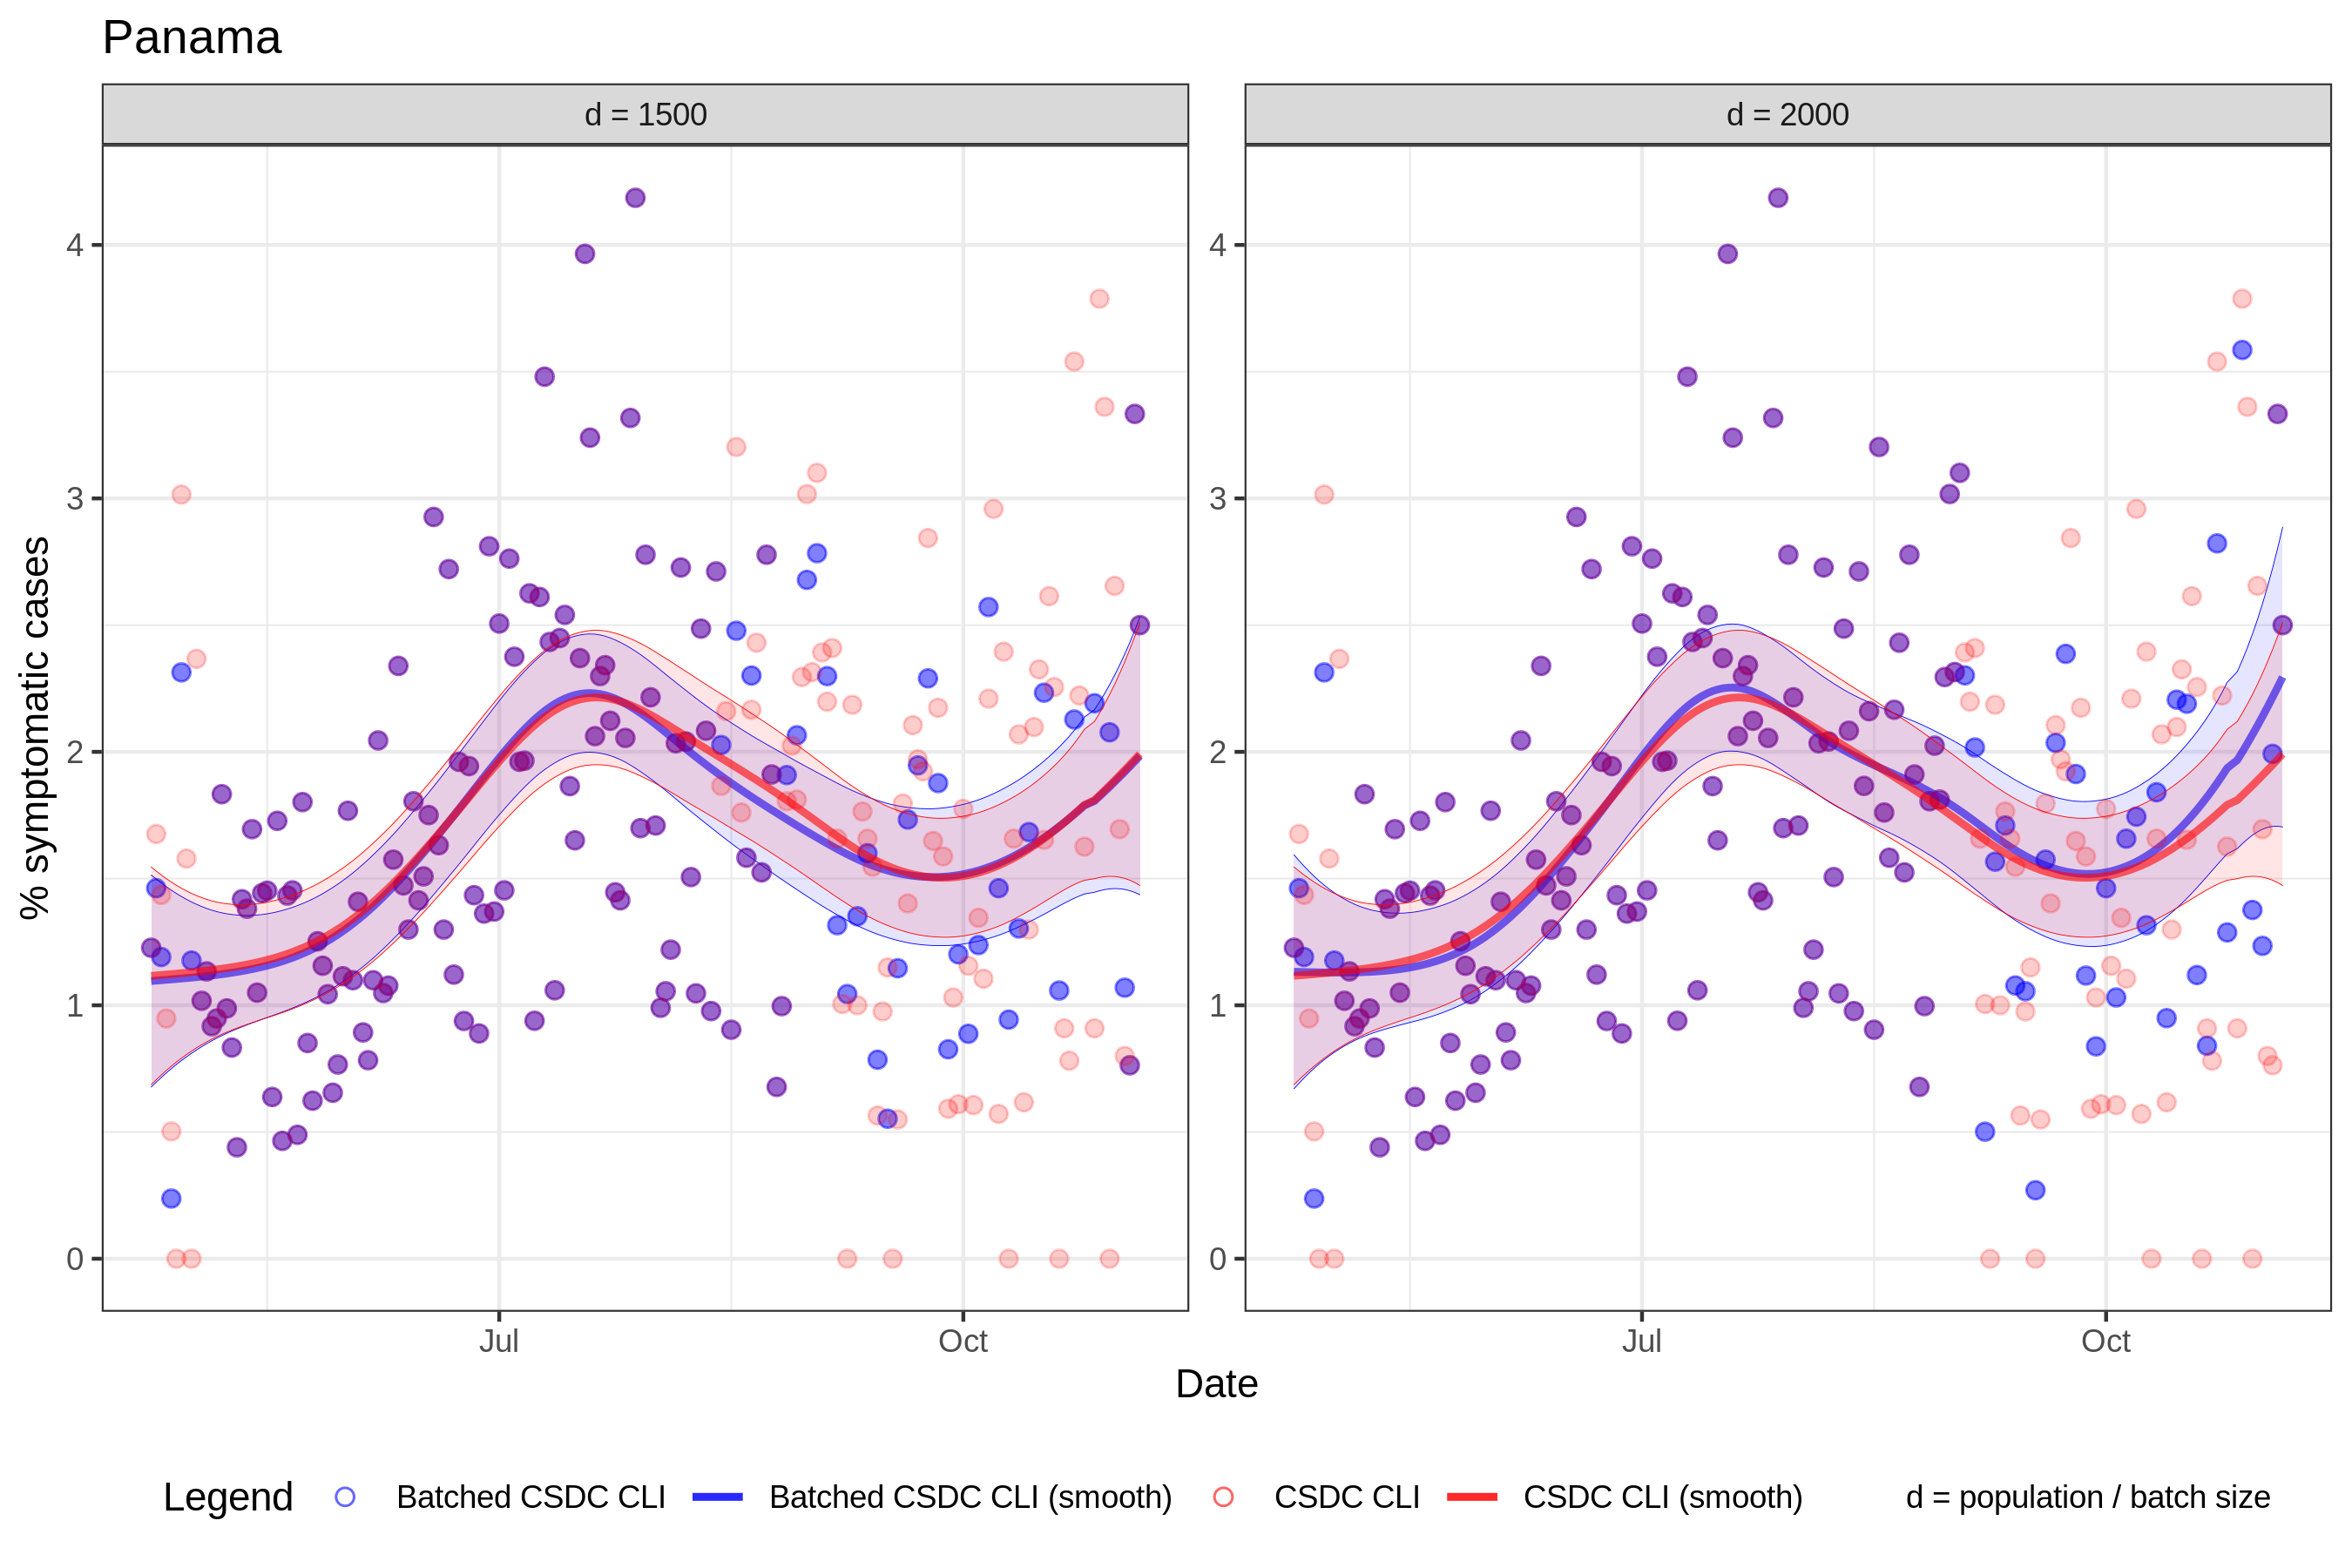 Panama
d = 1500
d = 2000
% symptomatic cases
4
3
2
1
0
4
3
2
1
0
Jul
Oct
Jul
Oct
Date
Legend
Batched CSDC CLI
Batched CSDC CLI (smooth)
CSDC CLI
CSDC CLI (smooth)
d = population / batch size